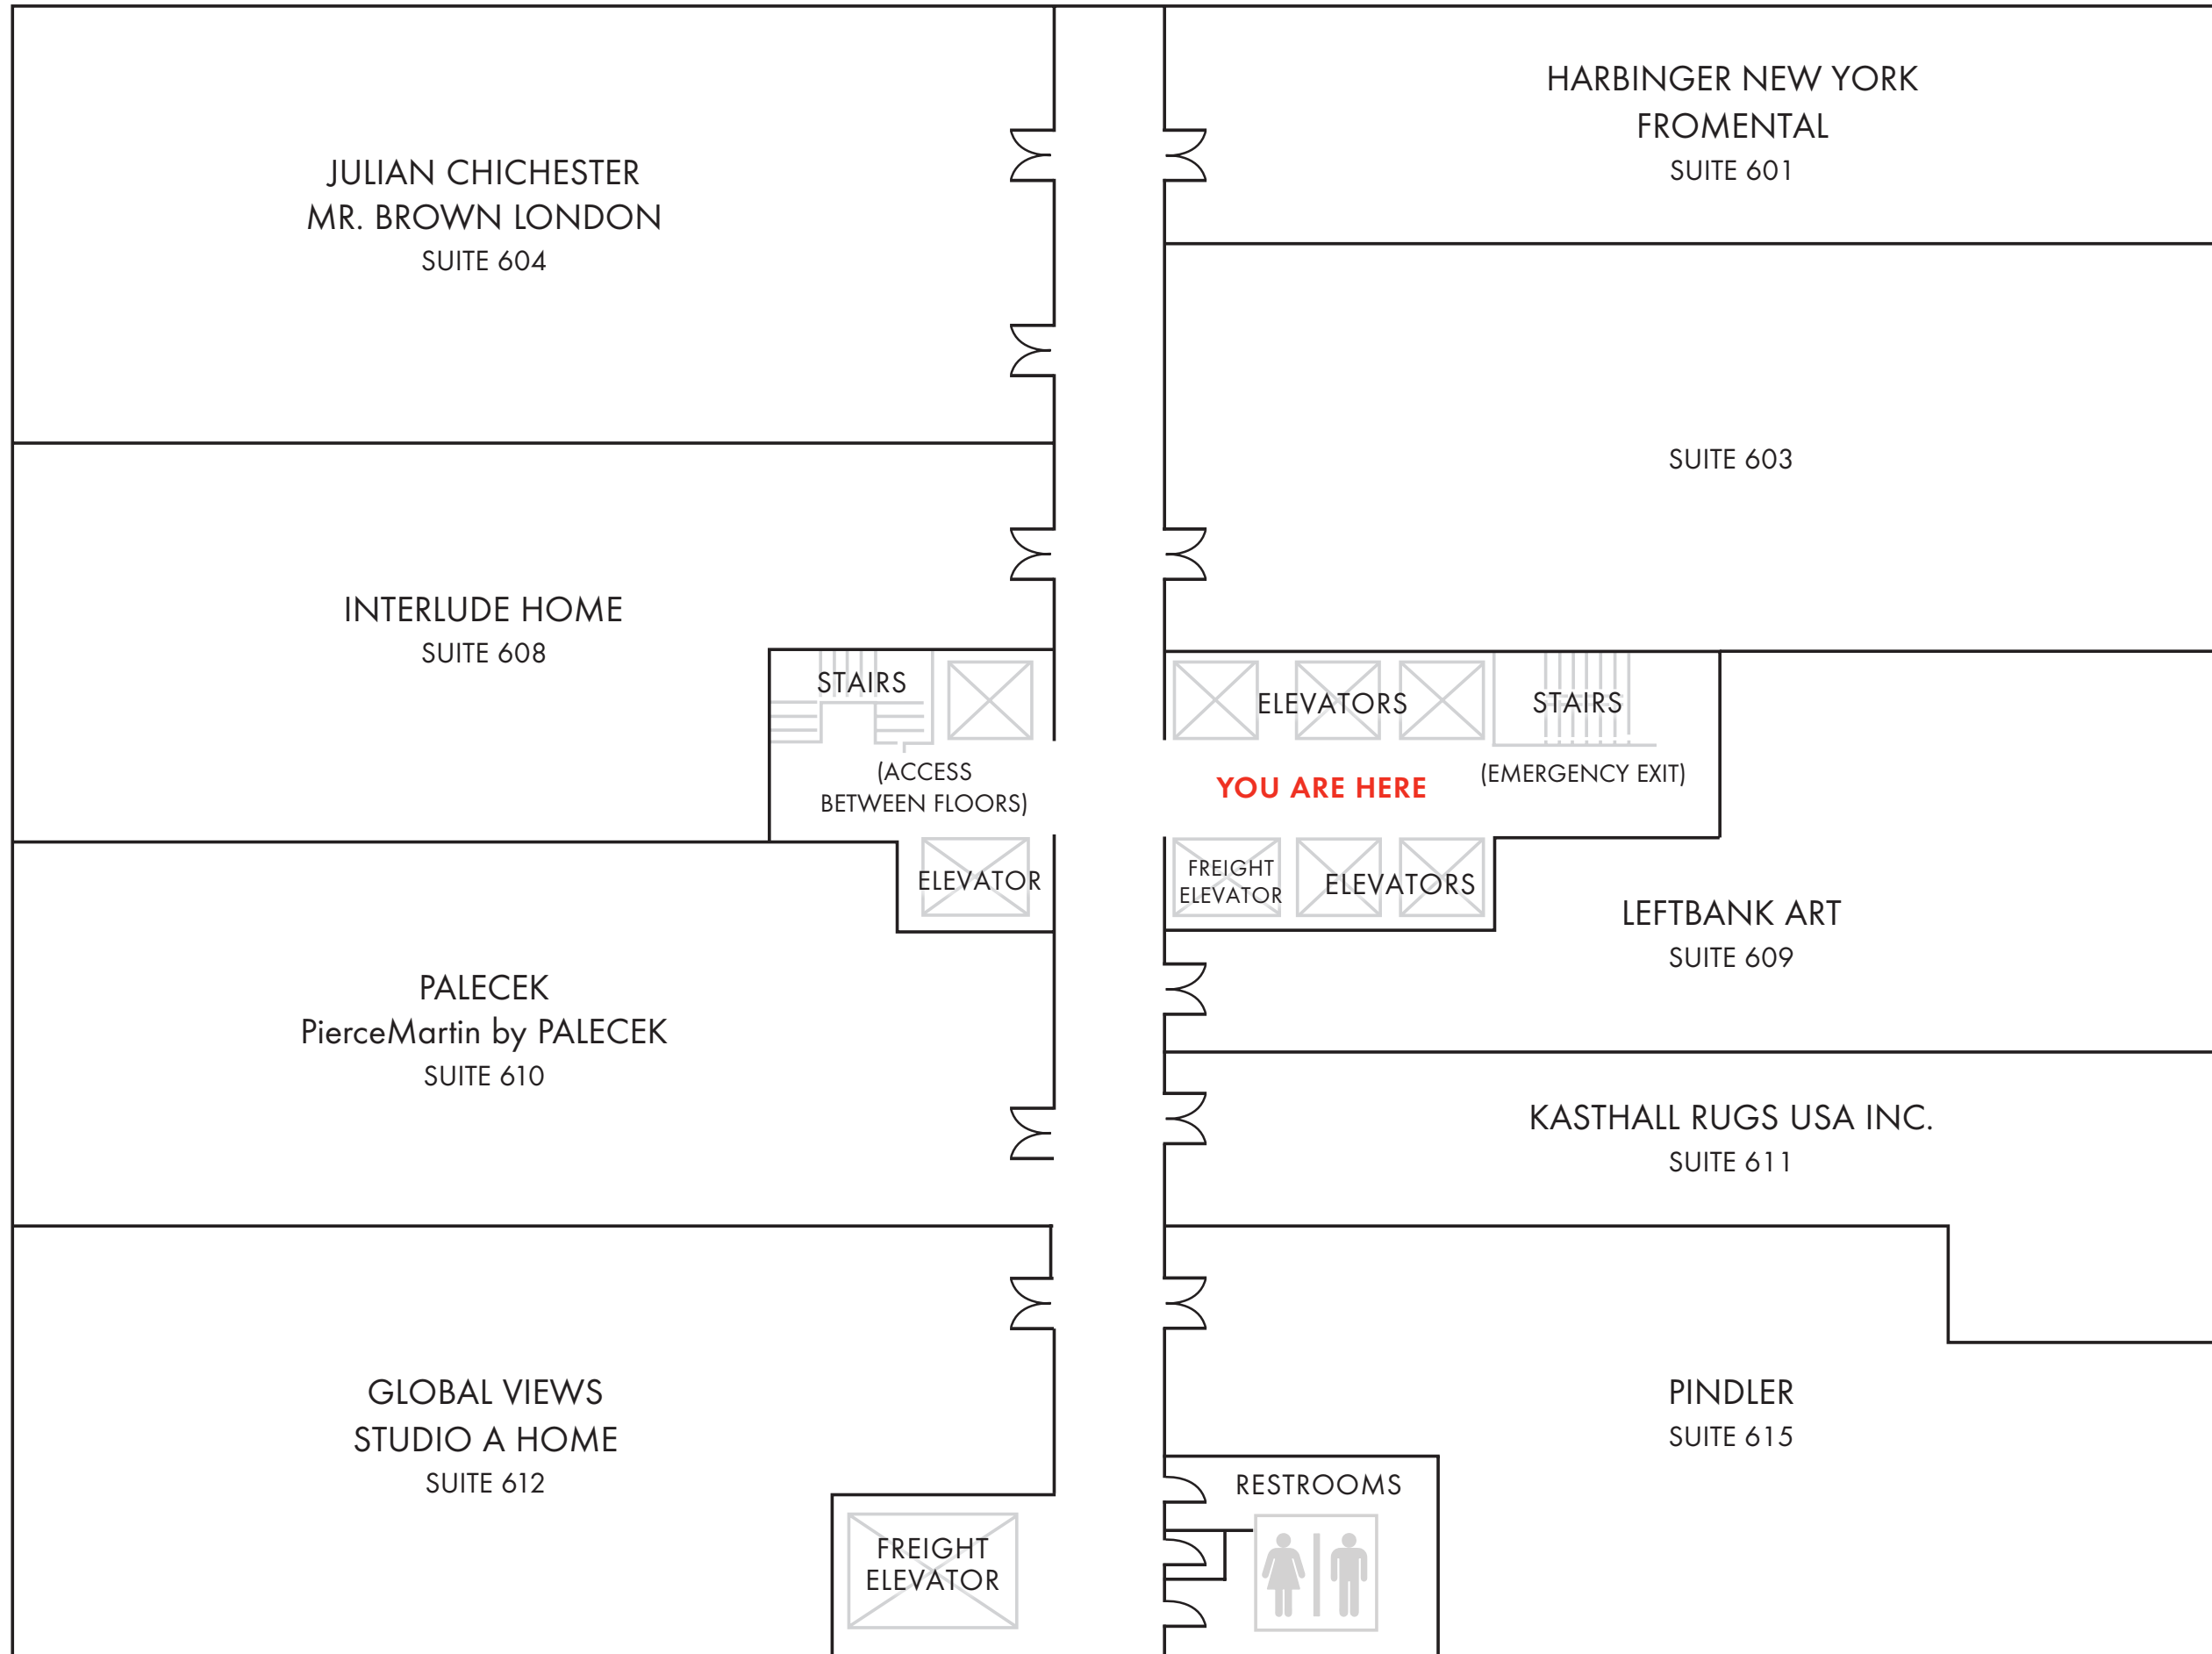 JULIAN CHICHESTER
MR. BROWN LONDON
SUITE 604
HARBINGER NEW YORK
FROMENTAL
SUITE 601
SUITE 603
INTERLUDE HOME
SUITE 608
STAIRS
(ACCESS
BETWEEN FLOORS)
ELEVATOR
ELEVATORS
STAIRS
(EMERGENCY EXIT)
YOU ARE HERE
FREIGHT
ELEVATOR
ELEVATORS
LEFTBANK ART
SUITE 609
PALECEK
PierceMartin by PALECEK
SUITE 610
KASTHALL RUGS USA INC.
SUITE 611
GLOBAL VIEWS
STUDIO A HOME
SUITE 612
PINDLER
SUITE 615
FREIGHT
ELEVATOR
RESTROOMS